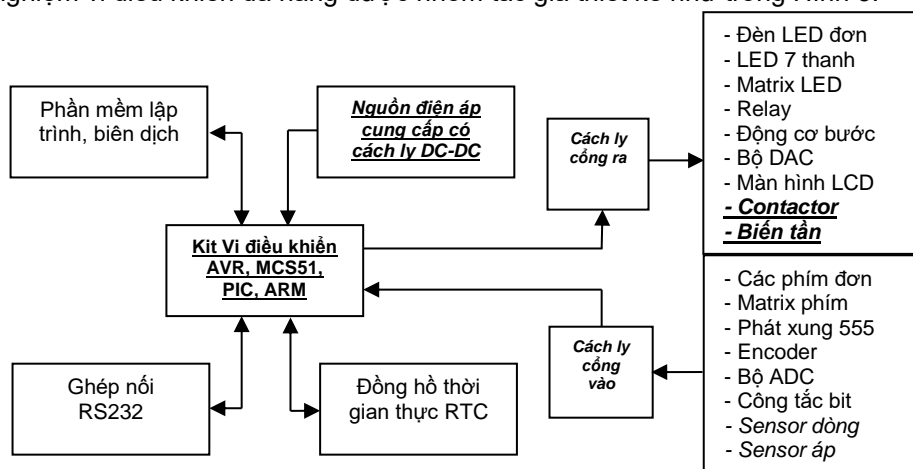 nghiệm Vi điều khiển đa năng được nhóm tác giả thiết kế như trong Hình 3.
Phần mềm lập
trình, biên dịch
Nguồn điện áp
cung cấp có
cách ly DC-DC
Cách ly
cổng ra
- Đèn LED đơn
- LED 7 thanh
- Matrix LED
- Relay
- Động cơ bước
- Bộ DAC
- Màn hình LCD
- Contactor
- Biến tần
Kit Vi điều khiển
AVR, MCS51,
PIC, ARM
Cách ly
cổng
vào
- Các phím đơn
- Matrix phím
- Phát xung 555
- Encoder
- Bộ ADC
- Công tắc bit
- Sensor dòng
- Sensor áp
Ghép nối
RS232
Đồng hồ thời
gian thực RTC